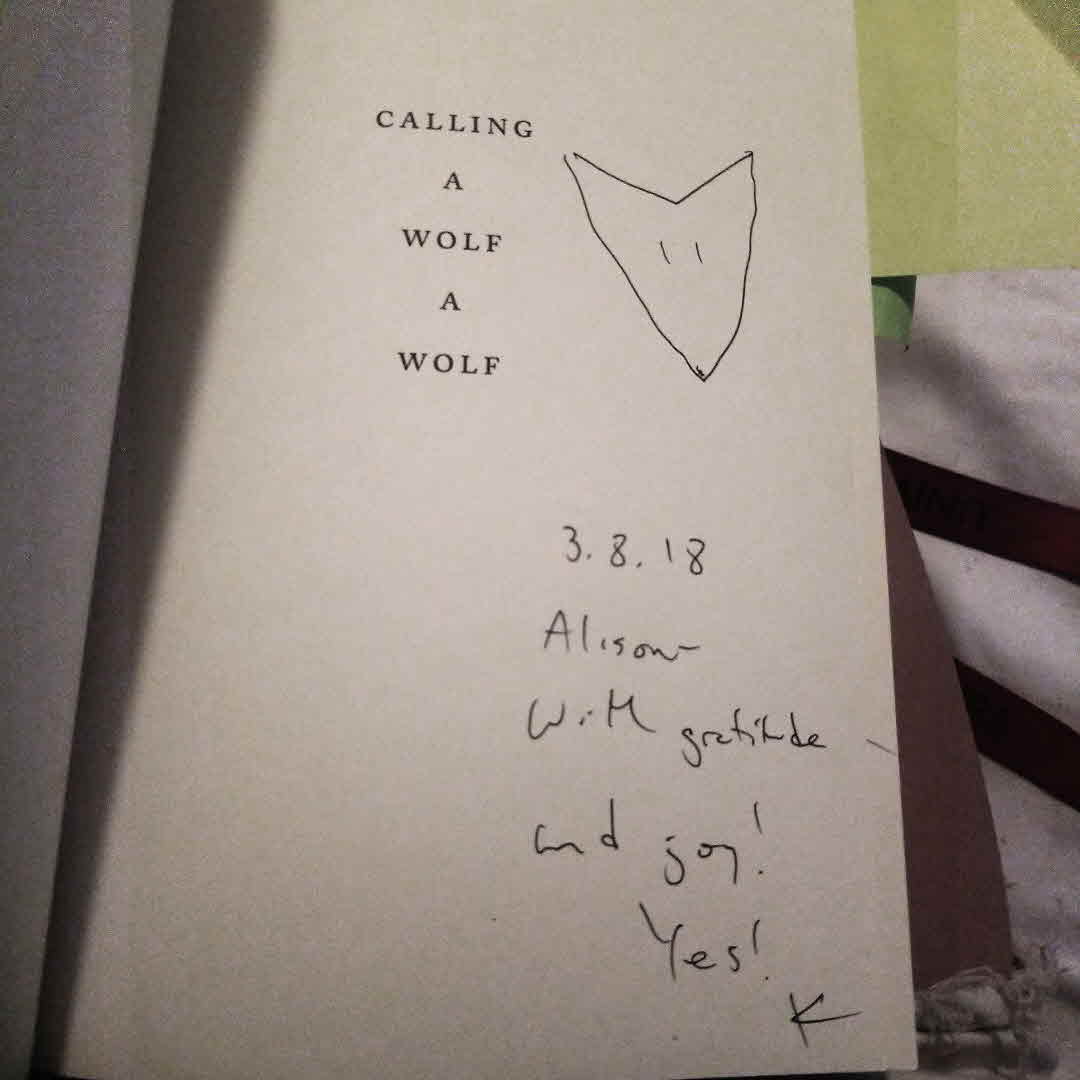 CALLING
A
WOLF
A
WOLF
3.8.18
Alison-
With gratitude
and joy!
Yes!
K